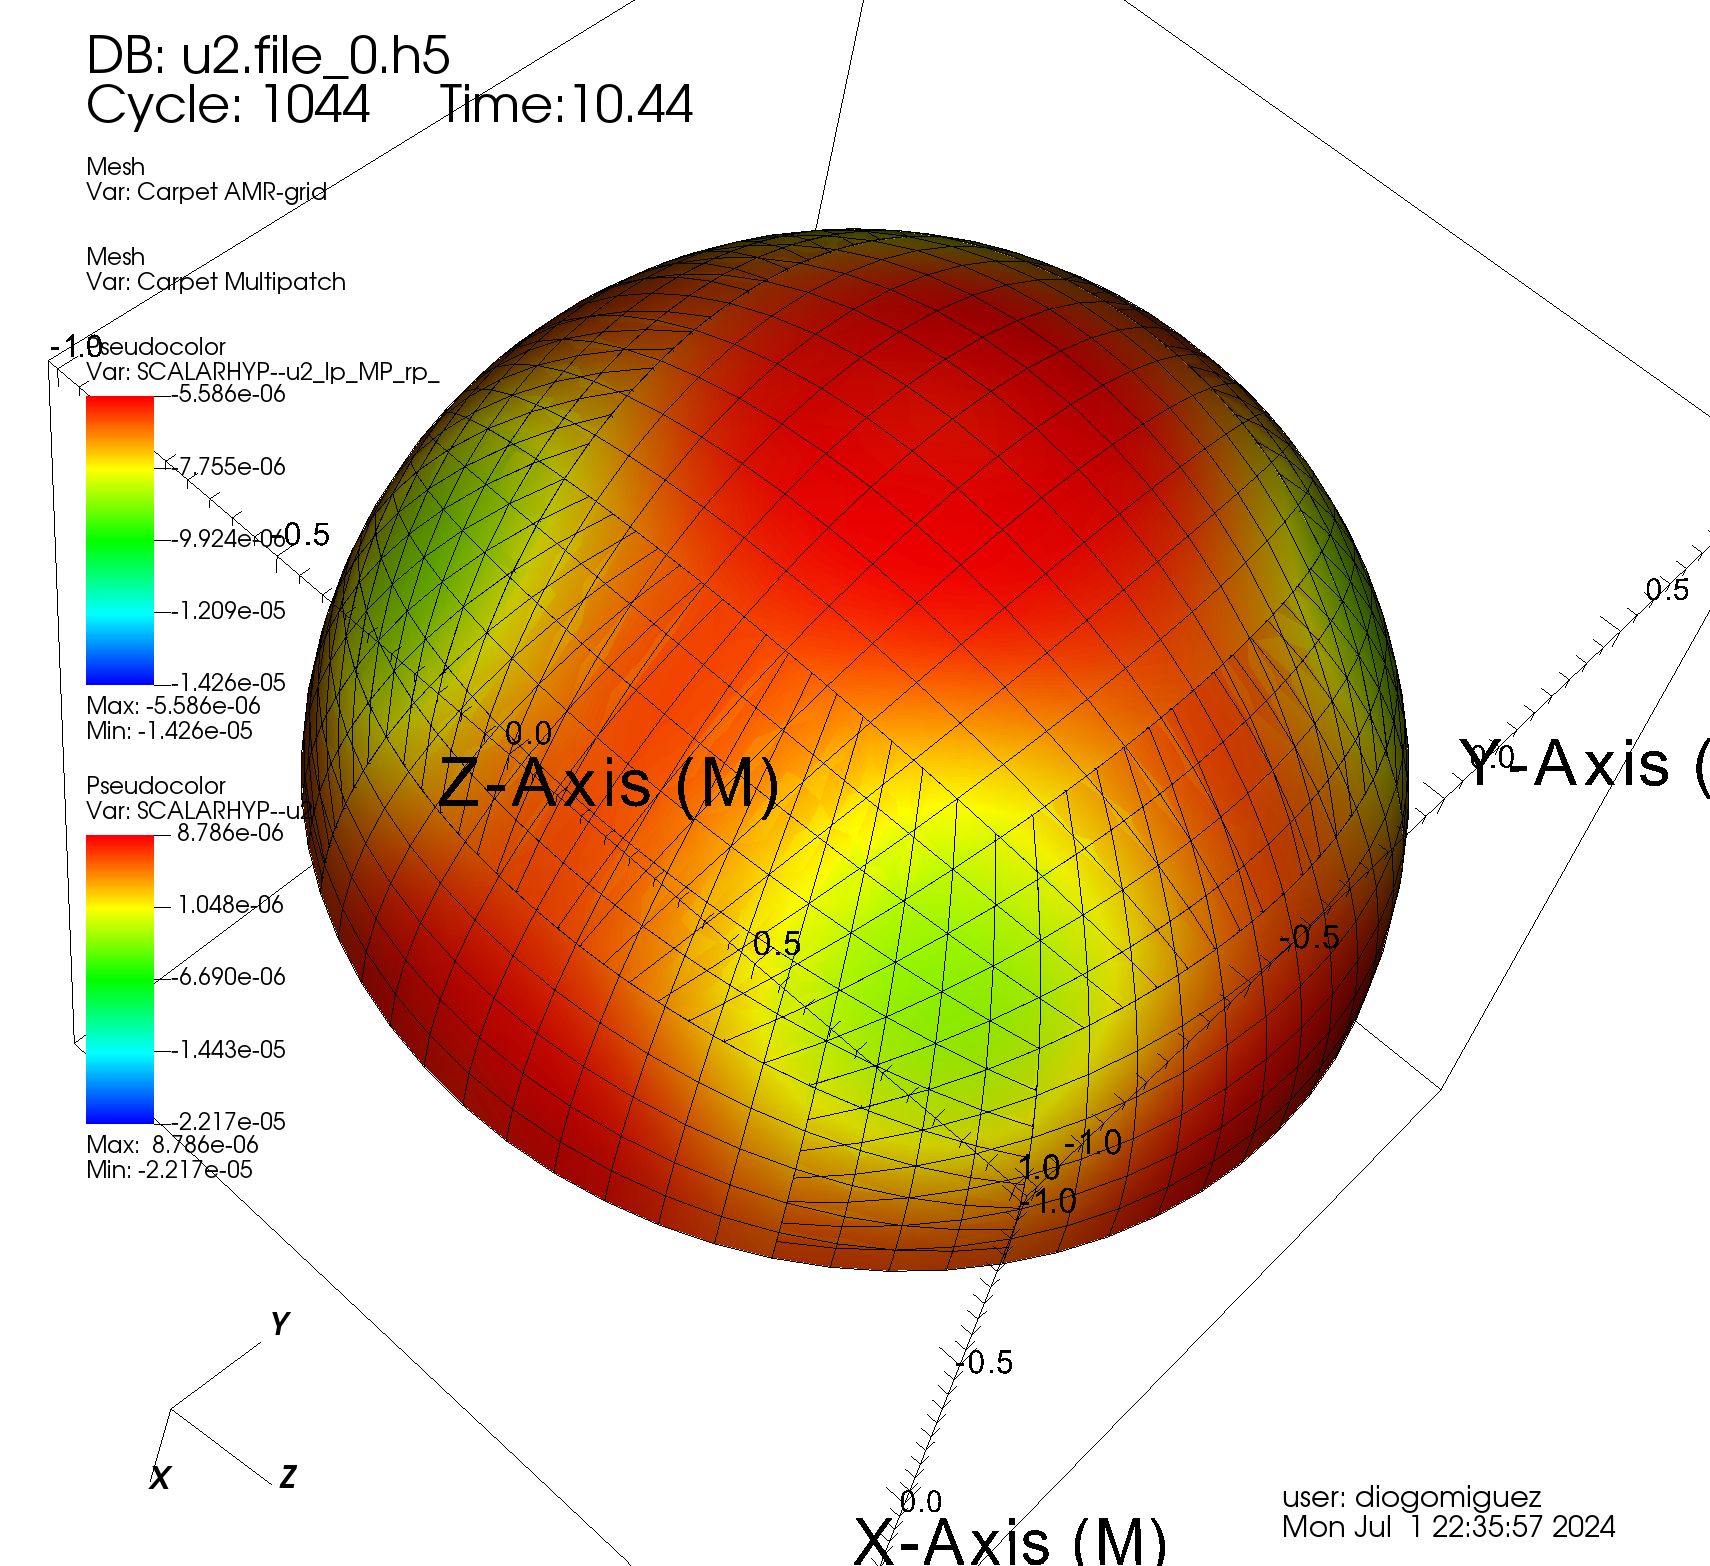 DB: u2.file_0.h5
Cycle: 1044 Time:10.44
Mesh
Var: Carpet AMR-grid
Mesh
Var: Carpet Multipatch
-1.0
Pseudocolor
Var: SCALARHYP--u2_lp_MP_rp_
-5.586e-06
-7.755e-06
-9.924e-06
-1.209e-05
-1.426e-05
Max: -5.586e-06
Min: -1.426e-05
Pseudocolor
Var: SCALARHYP--u2
8.786e-06
1.048e-06
-6.690e-06
-1.443e-05
-2.217e-05
Max: 8.786e-06
Min: -2.217e-05
-0.5
0.0
Z-Axis (M)
0.5
1.0
0.5
0.0
Y-Axis (
-0.5
-1.0
-1.0
-0.5
0.0
X-Axis (M)
Y
X
Z
user: diogomiguez
Mon Jul 1 22:35:57 2024